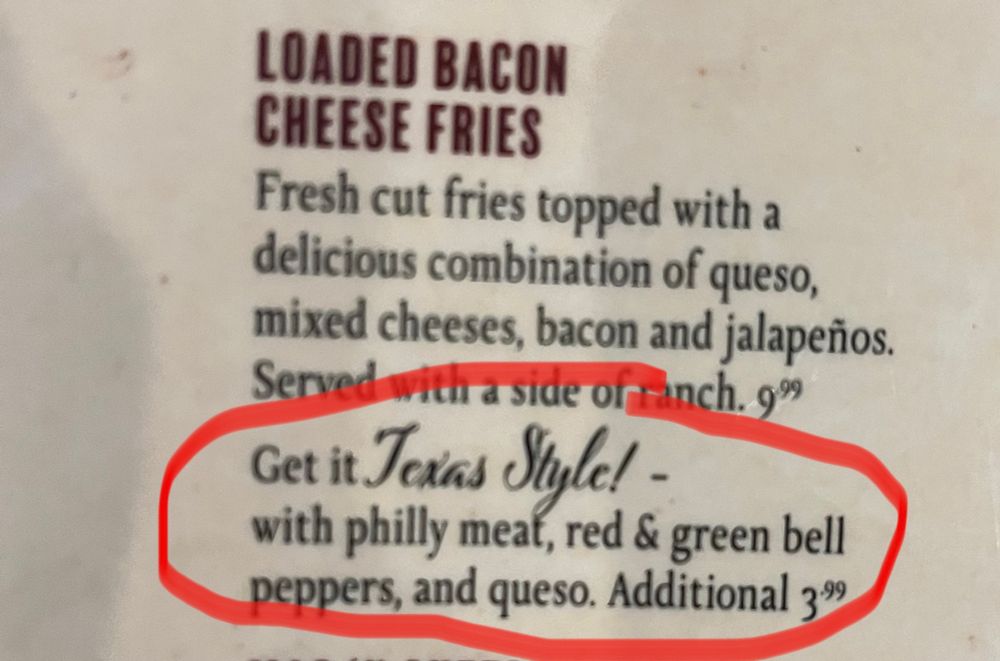 LOADED BACON
CHEESE FRIES
Fresh cut fries topped with a
delicious combination of queso,
mixed cheeses, bacon and jalapeños.
Served with a side of ranch. 9⁹⁹
Get it Texas Style! -
with philly meat, red & green bell
peppers, and queso. Additional 3.⁹⁹